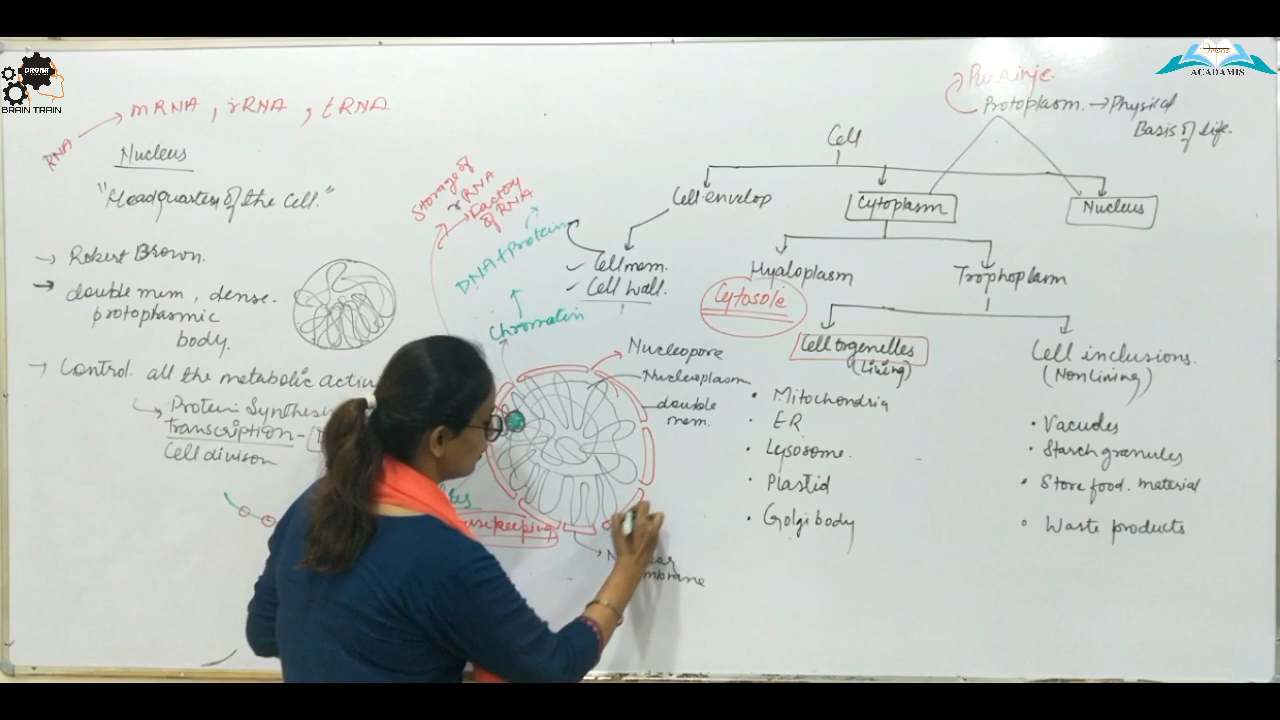 DRONA
BRAIN TRAIN
Drona
ACADAMIS
RNA → mRNA, rRNA, tRNA
Nucleus
"Headquarter of the Cell."
→ Robert Brown.
→ double mem, dense.
protoplasmic
body.
→ Control all the metabolic
Protein Synthesis
Transcription-
Cell divison
Storage of
rRNA
Factory
of RNA
DNA + Protein
Chromatin
Nucleopore
Nucleoplasm
double
mem.
Protoplasm. → Physical
Basis of life.
Cell
Cell envelop
Cytoplasm
Nucleus
Cell mem.
Cell wall.
Hyaloplasm
Cytosole
Trophoplasm
Cell organelles
(Living)
• Mitochondria
• ER
• Lysosome.
• Plastid
• Golgi body
Cell inclusions.
(Nonliving)
• Vacuoles
• Starch granules
• Store food. material
• Waste products